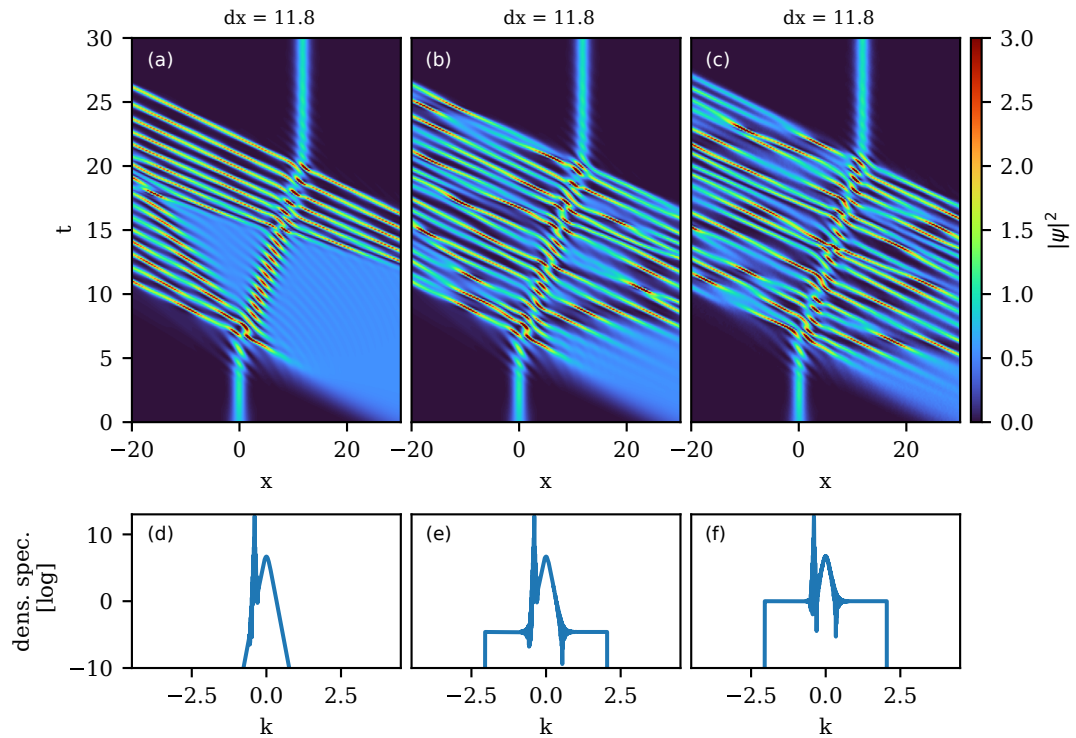 dx = 11.8 dx = 11.8 dx = 11.8
(a) (b) (c)
30
25
20
15
10
5
0
t
−20 0 20 −20 0 20 −20 0 20
x x x
3.0
2.5
2.0
1.5
1.0
0.5
0.0
|ψ|²
(d) (e) (f)
dens. spec.
[log]
0
−10
−2.5 0.0 2.5 −2.5 0.0 2.5 −2.5 0.0 2.5
k k k